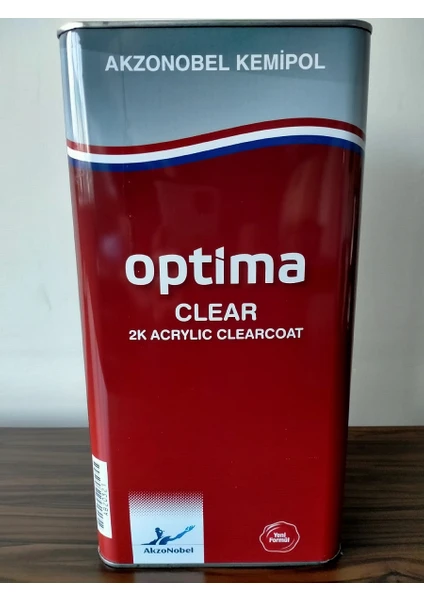 AKZONOBEL KEMİPOL
optima
CLEAR
2K ACRYLIC CLEARCOAT
AkzoNobel
Yeni
Formül